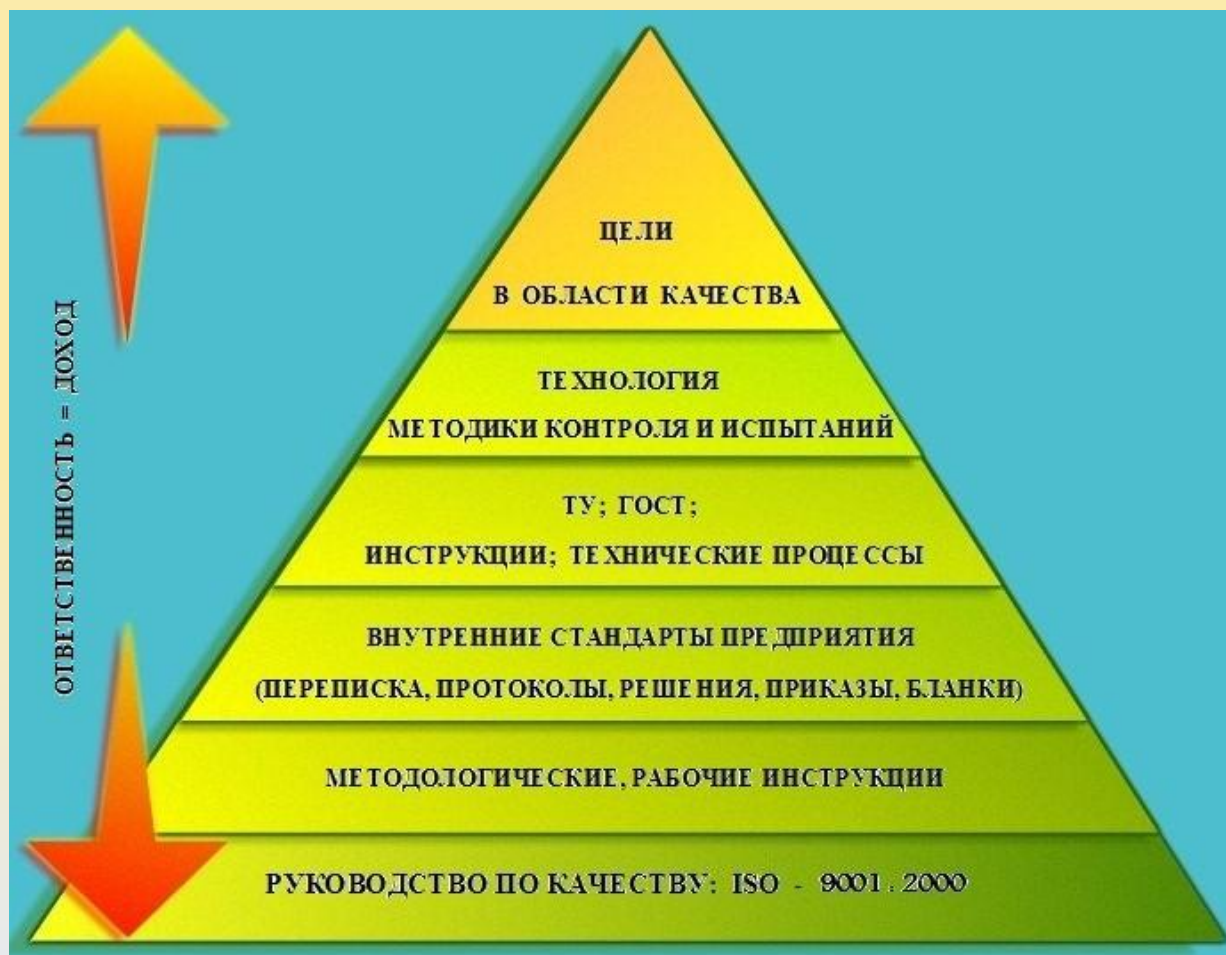 ЦЕЛИ
В ОБЛАСТИ КАЧЕСТВА
ТЕХНОЛОГИЯ
МЕТОДИКИ КОНТРОЛЯ И ИСПЫТАНИЙ
ТУ; ГОСТ;
ИНСТРУКЦИИ; ТЕХНИЧЕСКИЕ ПРОЦЕССЫ
ВНУТРЕННИЕ СТАНДАРТЫ ПРЕДПРИЯТИЯ
(ПЕРЕПИСКА, ПРОТОКОЛЫ, РЕШЕНИЯ, ПРИКАЗЫ, БЛАНКИ)
МЕТОДОЛОГИЧЕСКИЕ, РАБОЧИЕ ИНСТРУКЦИИ
РУКОВОДСТВО ПО КАЧЕСТВУ: ISO - 9001 : 2000
ОТВЕТСТВЕННОСТЬ = ДОХОД